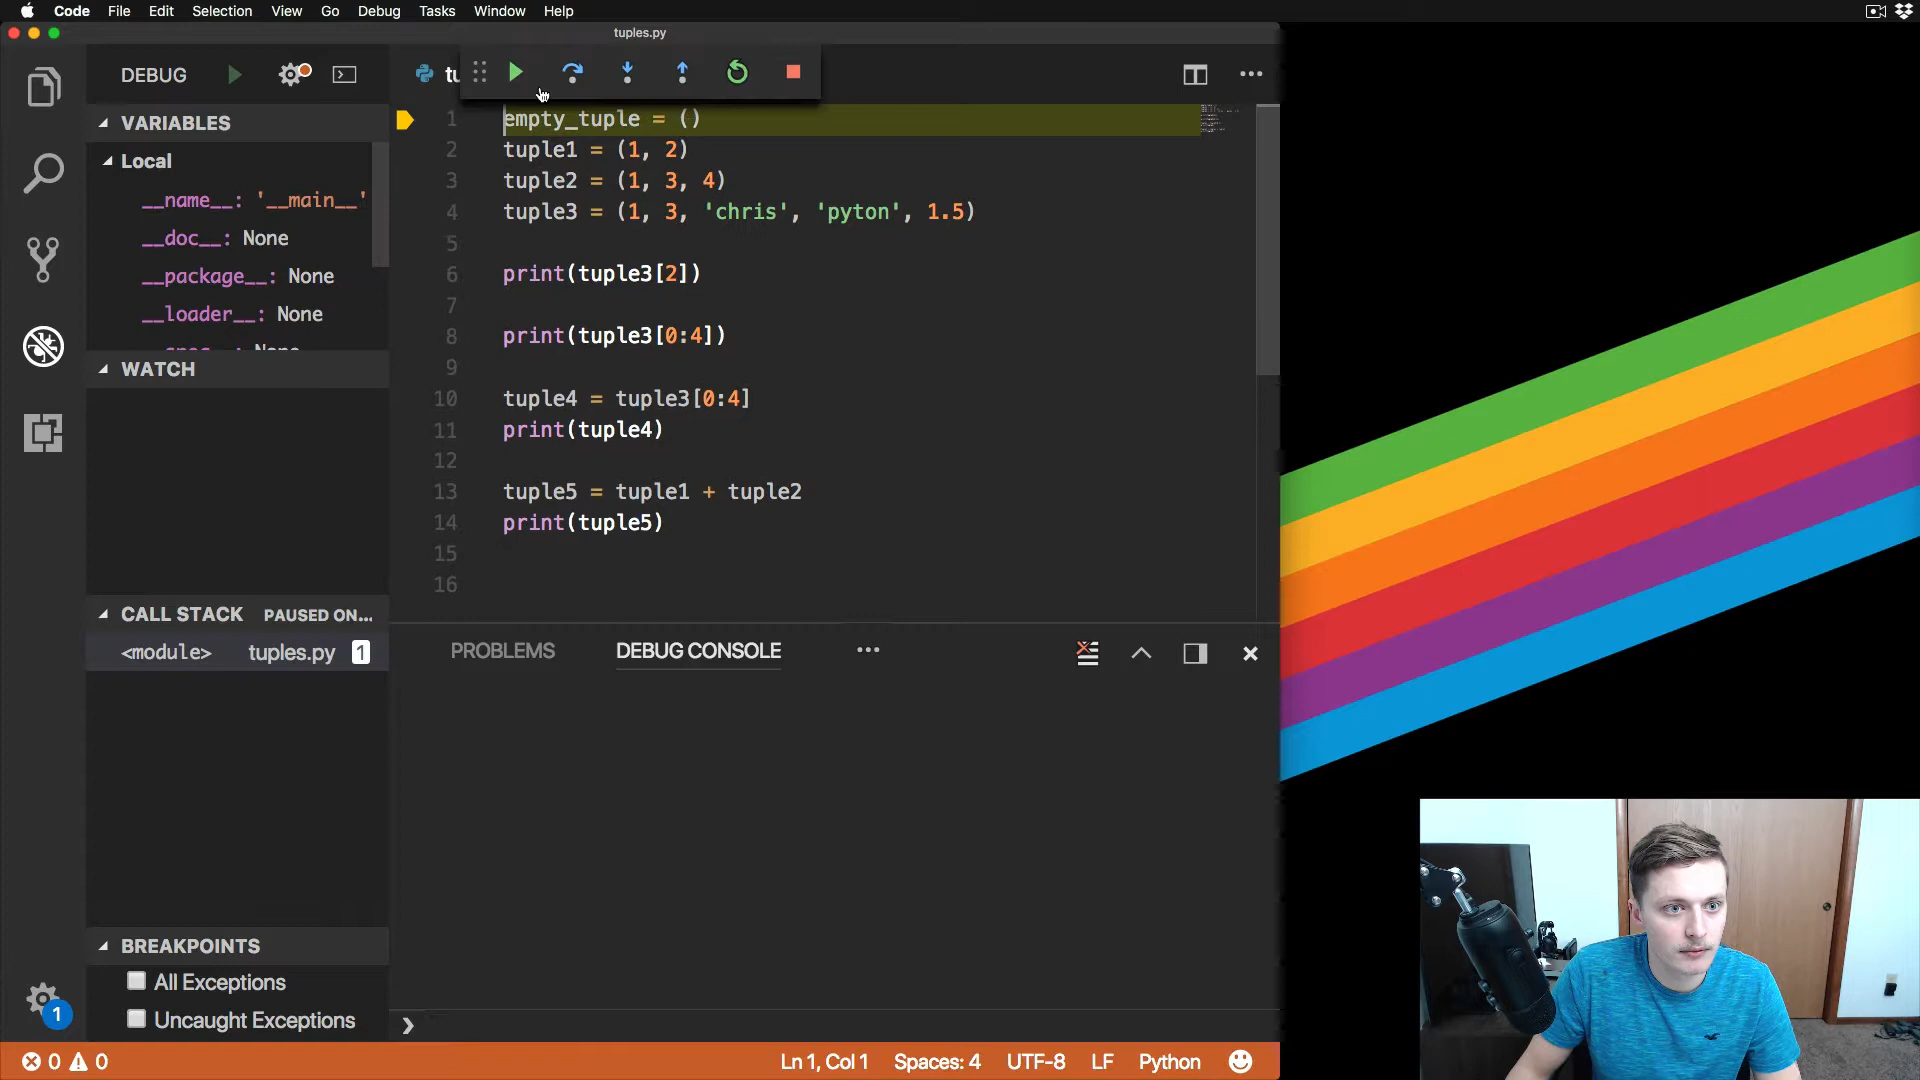 Code File Edit Selection View Go Debug Tasks Window Help
tuples.py
DEBUG
tu
VARIABLES
Local
__name__: '__main__'
__doc__: None
__package__: None
__loader__: None
WATCH
CALL STACK PAUSED ON...
<module> tuples.py 1
BREAKPOINTS
All Exceptions
Uncaught Exceptions
1 empty_tuple = ()
2 tuple1 = (1, 2)
3 tuple2 = (1, 3, 4)
4 tuple3 = (1, 3, 'chris', 'pyton', 1.5)
5
6 print(tuple3[2])
7
8 print(tuple3[0:4])
9
10 tuple4 = tuple3[0:4]
11 print(tuple4)
12
13 tuple5 = tuple1 + tuple2
14 print(tuple5)
15
16
PROBLEMS DEBUG CONSOLE ...
1
0 0 Ln 1, Col 1 Spaces: 4 UTF-8 LF Python